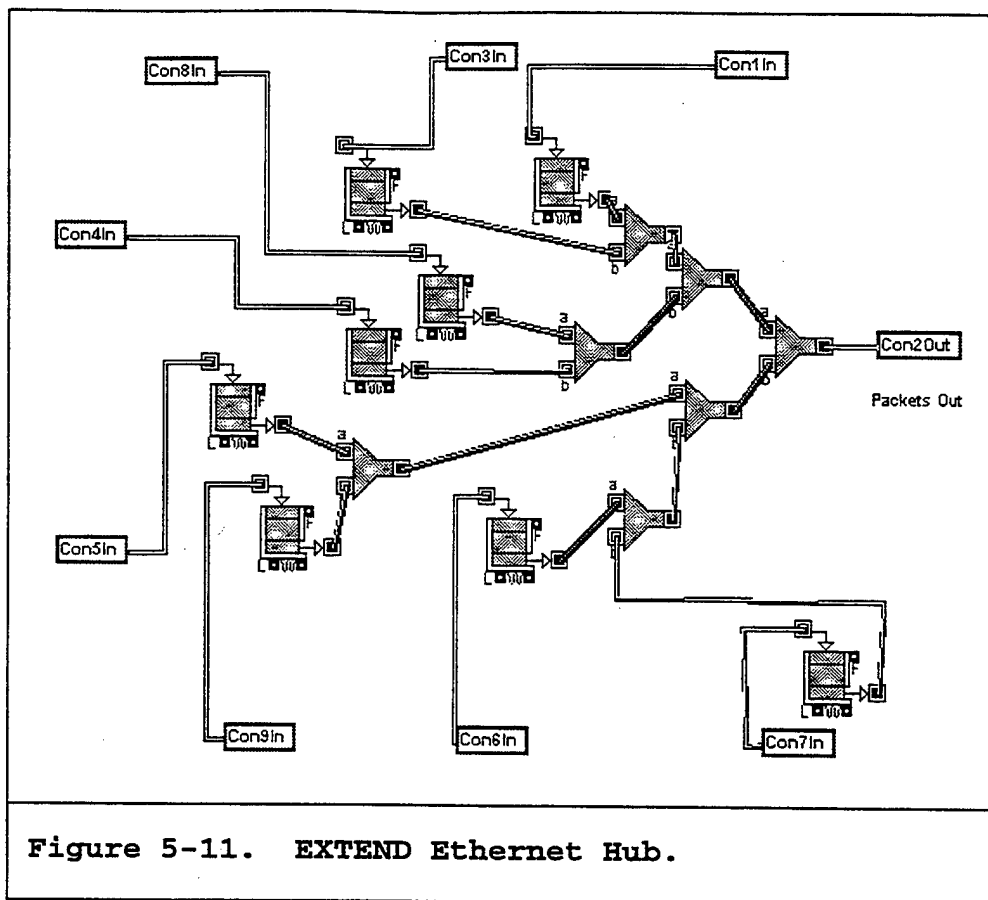 Con3In
Con1In
Con8In
F
F
Con4In
b
a
b
F
a
a
F
b
b
Con2Out
a
F
a
Packets Out
F
L
a
F
F
Con5In
L
L
F
L
Con9In
Con6In
Con7In
Figure 5-11. EXTEND Ethernet Hub.